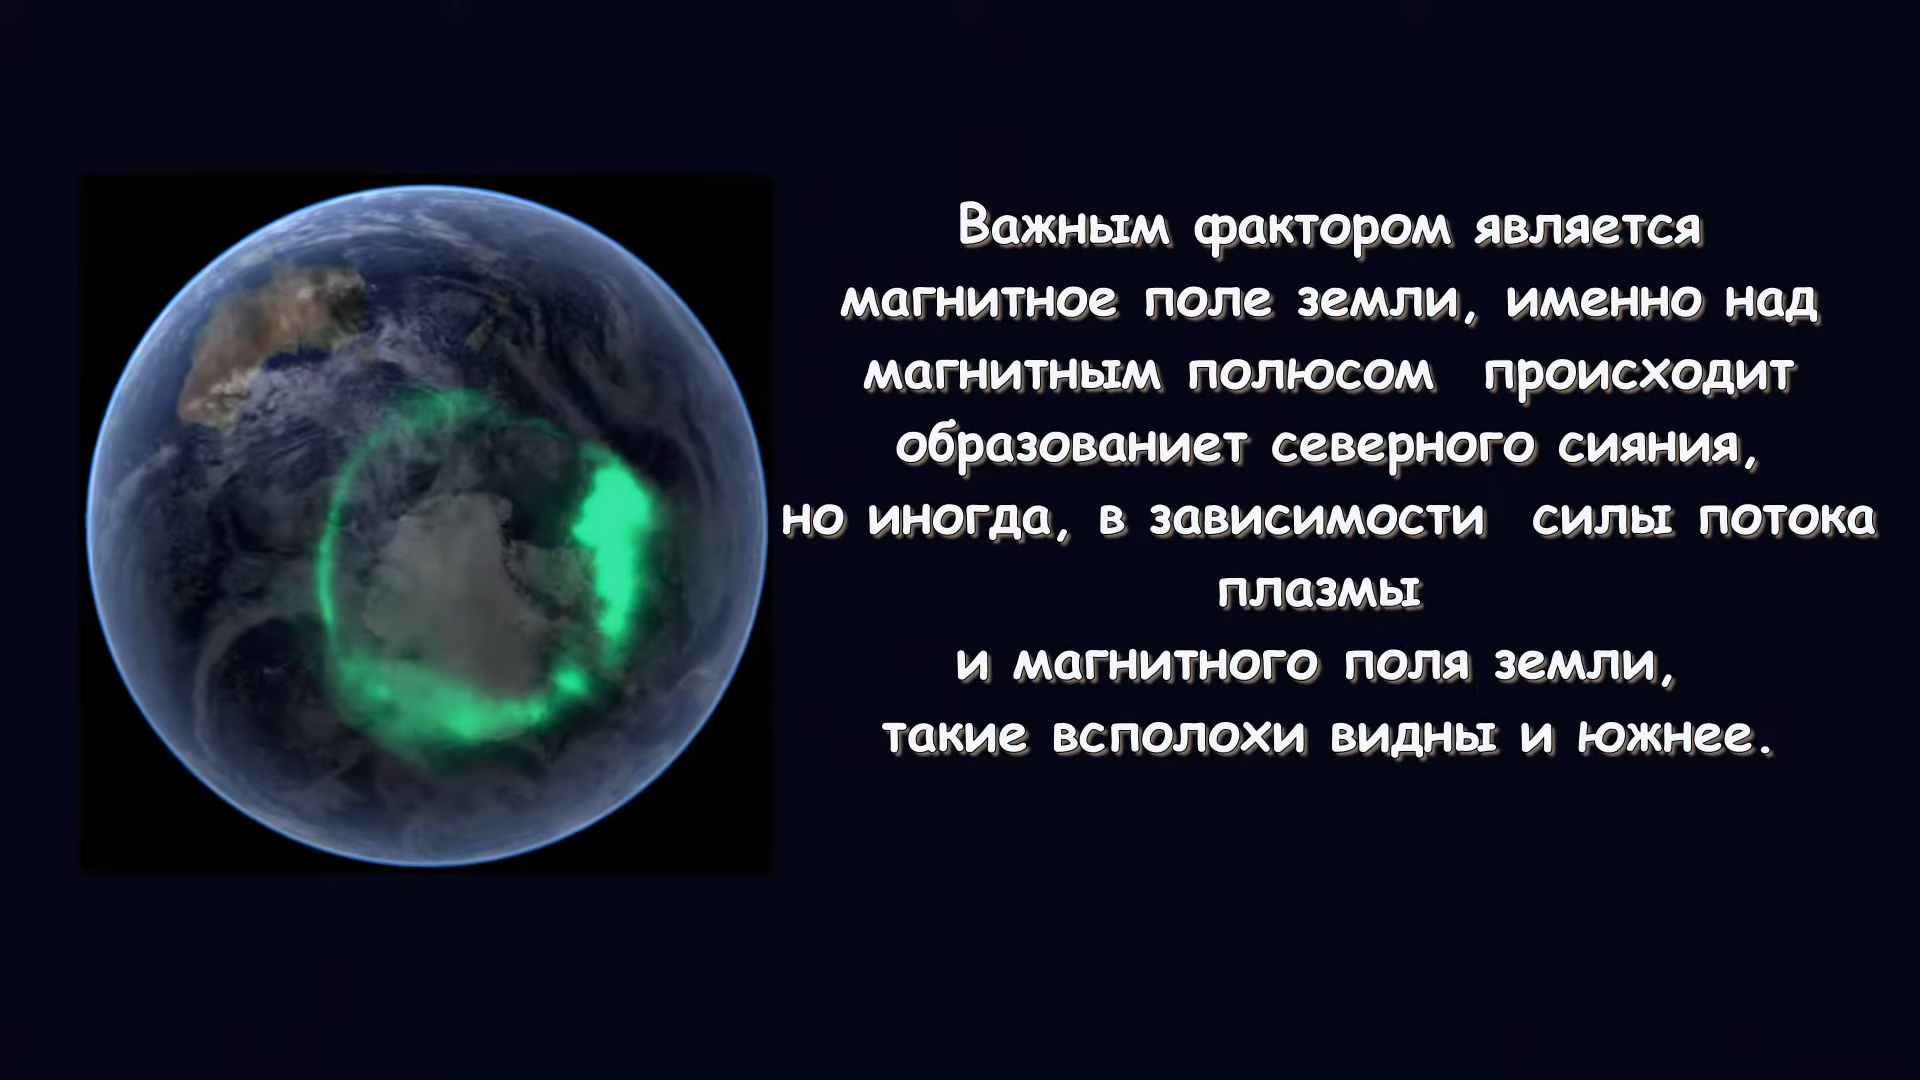 Важным фактором является
магнитное поле земли, именно над
магнитным полюсом  происходит
образованиет северного сияния,
но иногда, в зависимости  силы потока
плазмы
и магнитного поля земли,
такие всполохи видны и южнее.